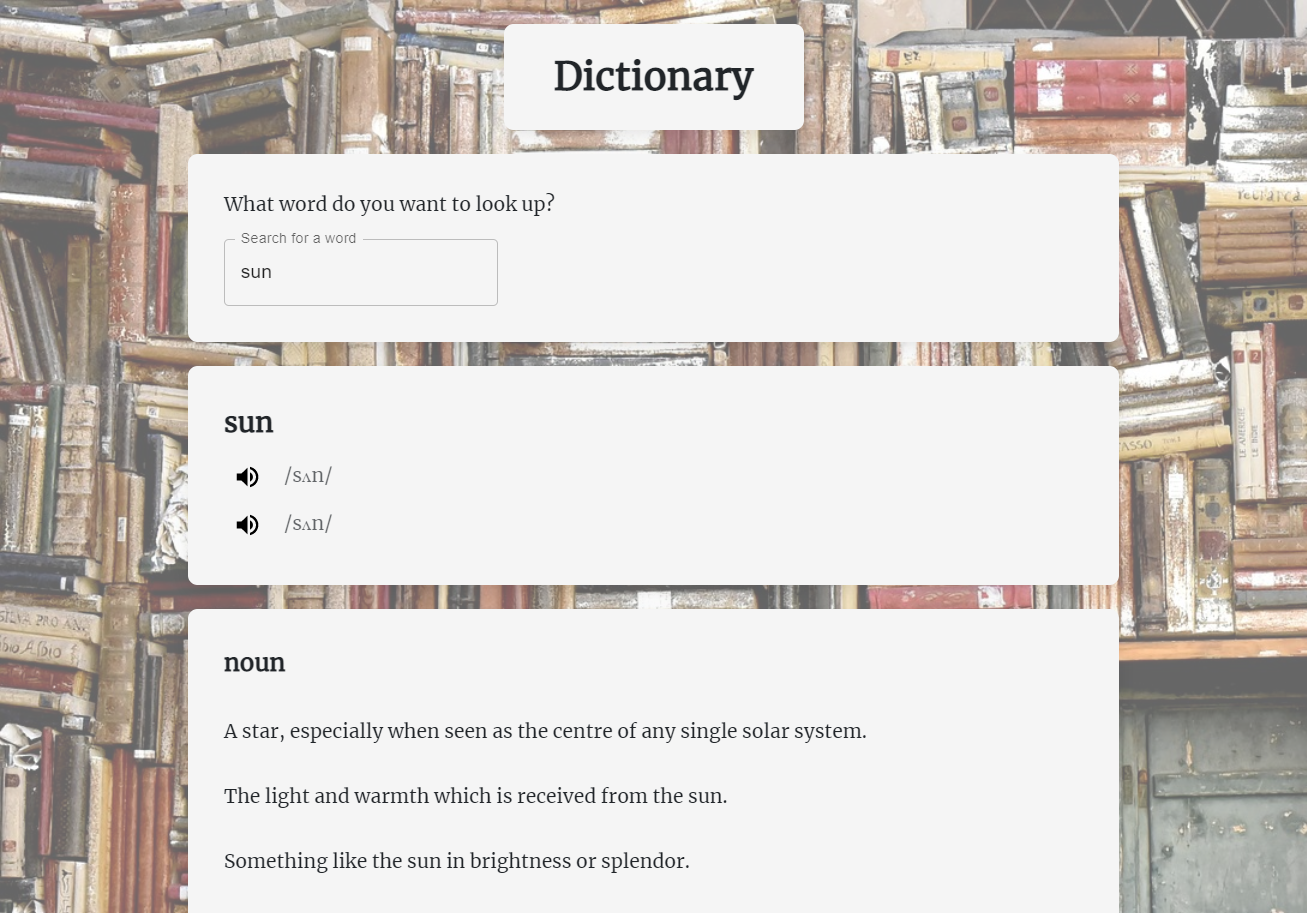 Dictionary
What word do you want to look up?
Search for a word
sun
sun
/sʌn/
/sʌn/
noun
A star, especially when seen as the centre of any single solar system.
The light and warmth which is received from the sun.
Something like the sun in brightness or splendor.